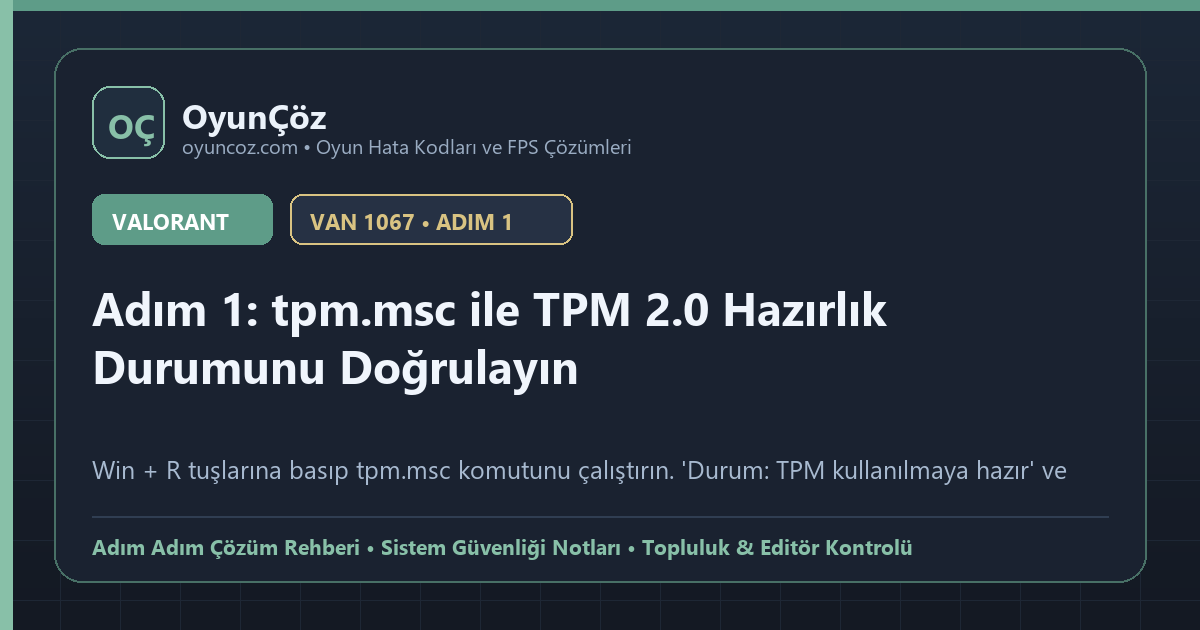 OÇ
OyunÇöz
oyuncoz.com • Oyun Hata Kodları ve FPS Çözümleri
VALORANT
VAN 1067 • ADIM 1
Adım 1: tpm.msc ile TPM 2.0 Hazırlık
Durumunu Doğrulayın
Win + R tuşlarına basıp tpm.msc komutunu çalıştırın. 'Durum: TPM kullanılmaya hazır' ve
Adım Adım Çözüm Rehberi • Sistem Güvenliği Notları • Topluluk & Editör Kontrolü